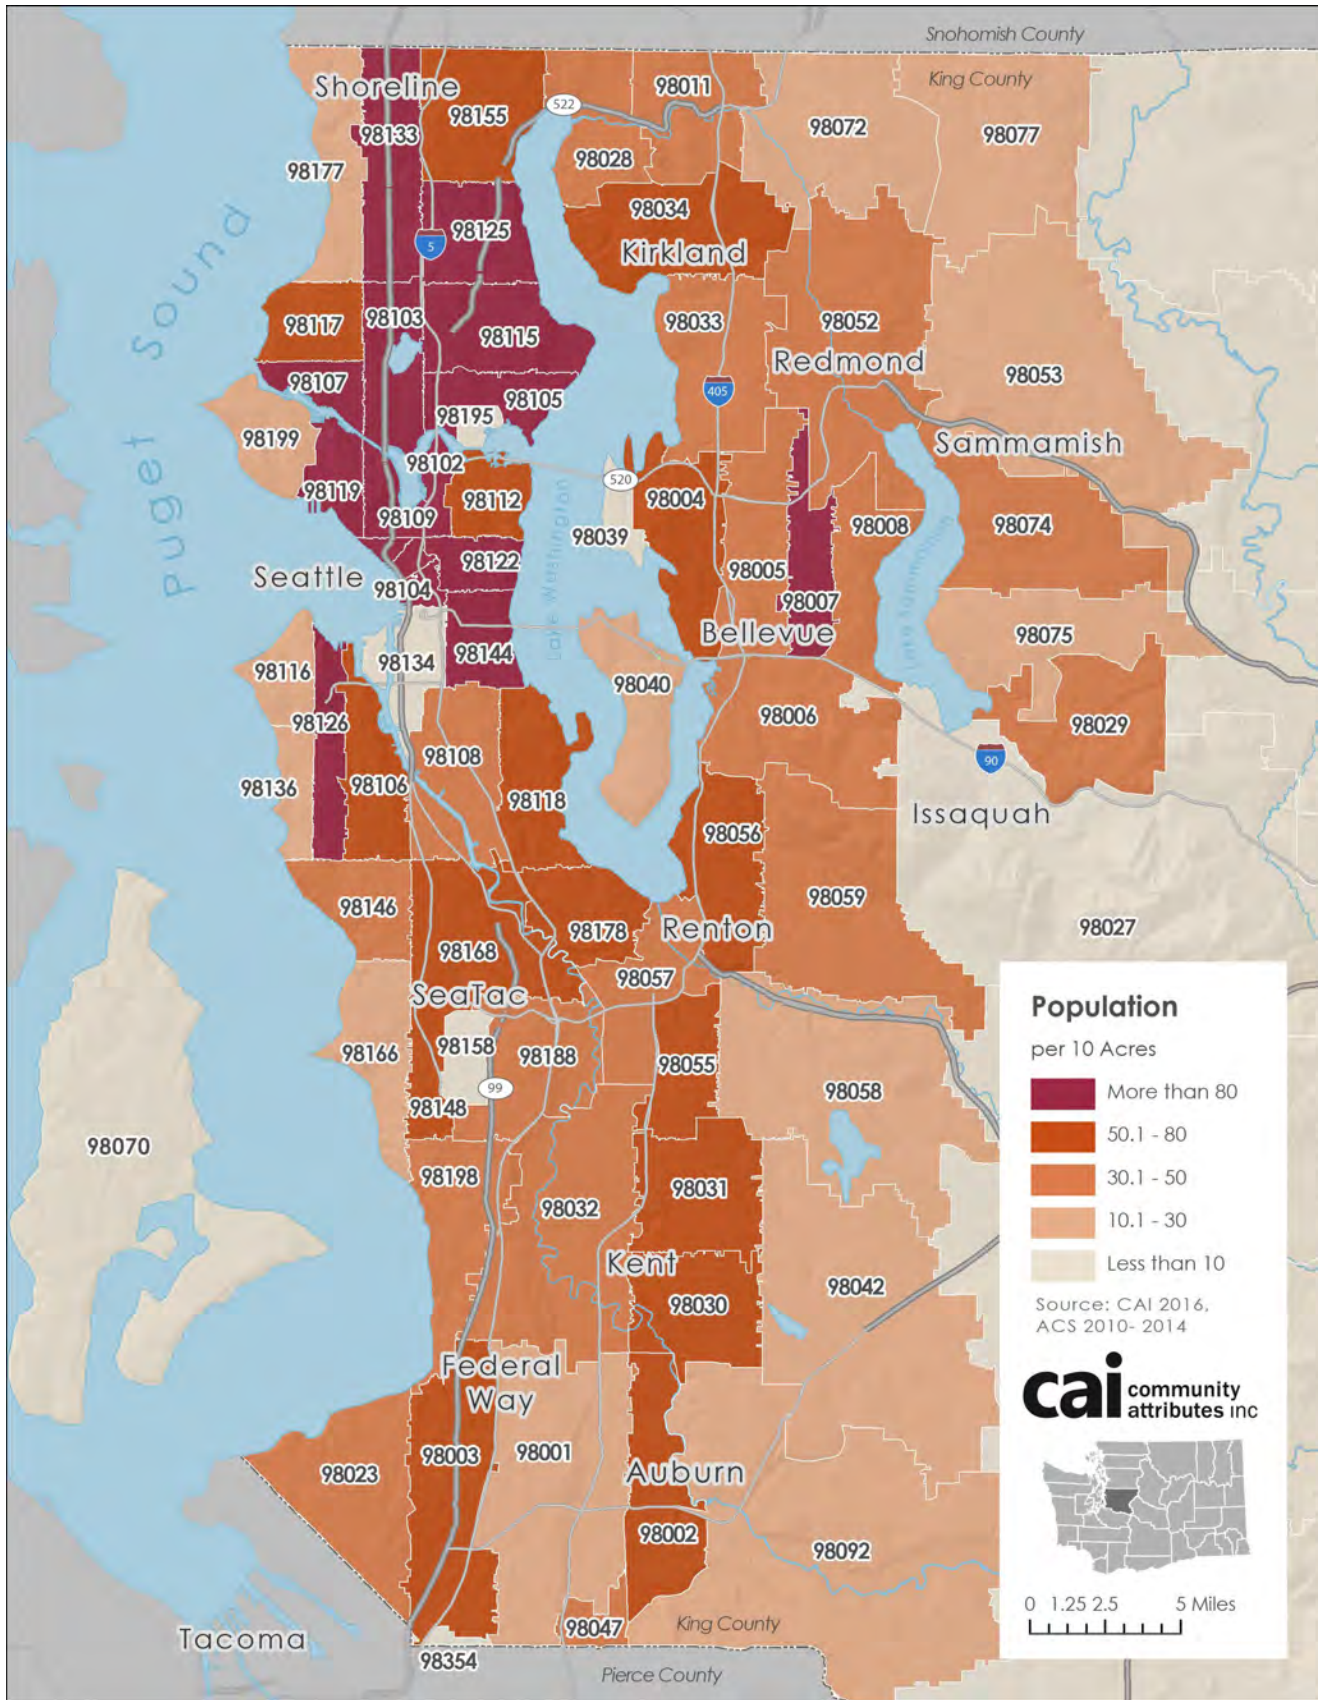 Snohomish County
King County
Shoreline
98011
98155
522
98133
98072
98077
98177
98028
98034
98125
5
Kirkland
Puget Sound
98117
98103
98033
98052
98115
Redmond
98107
98053
98105
405
98195
98199
Sammamish
98102
520
98119
98112
98004
98109
98008
98074
98039
Lake Washington
Lake Sammamish
98122
98005
Seattle
98104
98007
Bellevue
98075
98144
98134
98116
98040
98126
98006
98029
98108
90
98136
98106
98118
Issaquah
98056
98059
98146
98178
Renton
98027
98168
98057
SeaTac
98158
98188
98166
98055
99
98058
98148
98070
98198
98031
98032
Kent
98042
98030
Federal
Way
98003
98001
98023
Auburn
98002
98092
98047
King County
Tacoma
98354
Pierce County
Population
per 10 Acres
More than 80
50.1 - 80
30.1 - 50
10.1 - 30
Less than 10
Source: CAI 2016,
ACS 2010- 2014
cai community
attributes inc
0 1.25 2.5 5 Miles